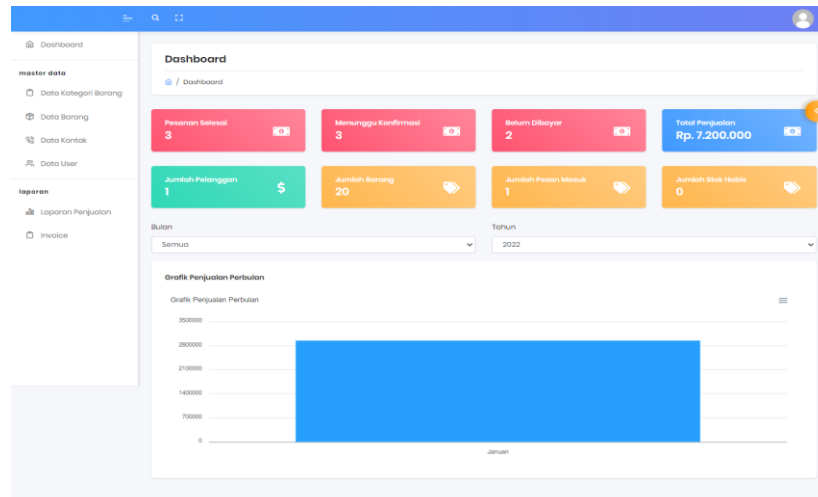 Dashboard
master data
Data Kategori Barang
Data Barang
Data Kontak
Data User
laporan
Laporan Penjualan
Invoice
Dashboard
/ Dashboard
Pesanan Selesai
3
Menunggu Konfirmasi
3
Belum Dibayar
2
Total Penjualan
Rp. 7.200.000
Jumlah Pelanggan
1
Jumlah Barang
20
Jumlah Pesan Masuk
1
Jumlah Stok Habis
0
Bulan
Semua
Tahun
2022
Grafik Penjualan Perbulan
Grafik Penjualan Perbulan
3500000
2800000
2100000
1400000
700000
0
Januari